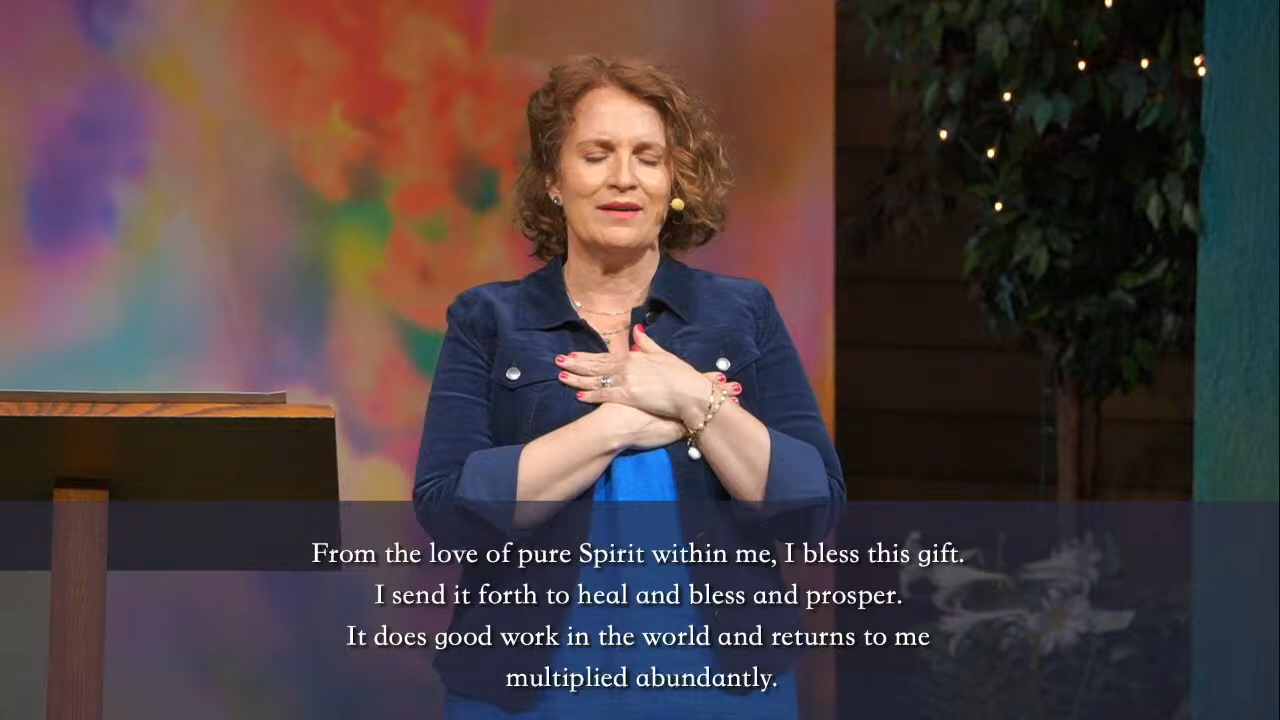 From the love of pure Spirit within me, I bless this gift.
I send it forth to heal and bless and prosper.
It does good work in the world and returns to me
multiplied abundantly.